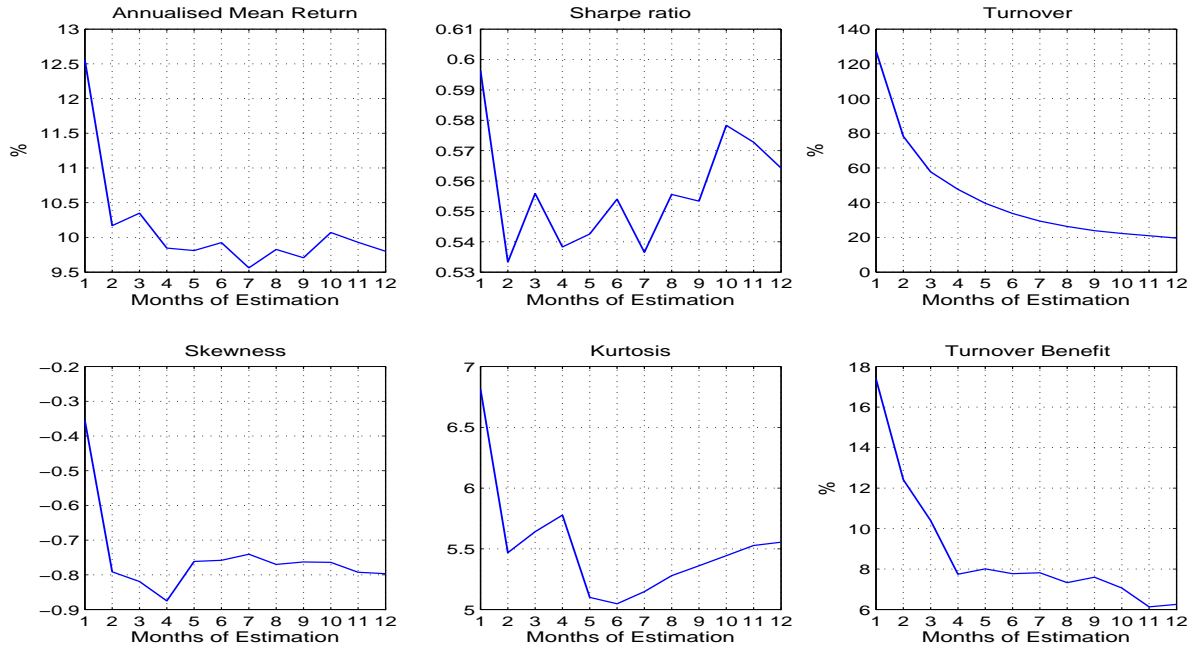 Annualised Mean Return
13
12.5
12
11.5
11
10.5
10
9.5
%
1 2 3 4 5 6 7 8 9 10 11 12
Months of Estimation
Sharpe ratio
0.61
0.6
0.59
0.58
0.57
0.56
0.55
0.54
0.53
1 2 3 4 5 6 7 8 9 10 11 12
Months of Estimation
Turnover
140
120
100
80
60
40
20
0
%
1 2 3 4 5 6 7 8 9 10 11 12
Months of Estimation
Skewness
−0.2
−0.3
−0.4
−0.5
−0.6
−0.7
−0.8
−0.9
1 2 3 4 5 6 7 8 9 10 11 12
Months of Estimation
Kurtosis
7
6.5
6
5.5
5
1 2 3 4 5 6 7 8 9 10 11 12
Months of Estimation
Turnover Benefit
18
16
14
12
10
8
6
%
1 2 3 4 5 6 7 8 9 10 11 12
Months of Estimation